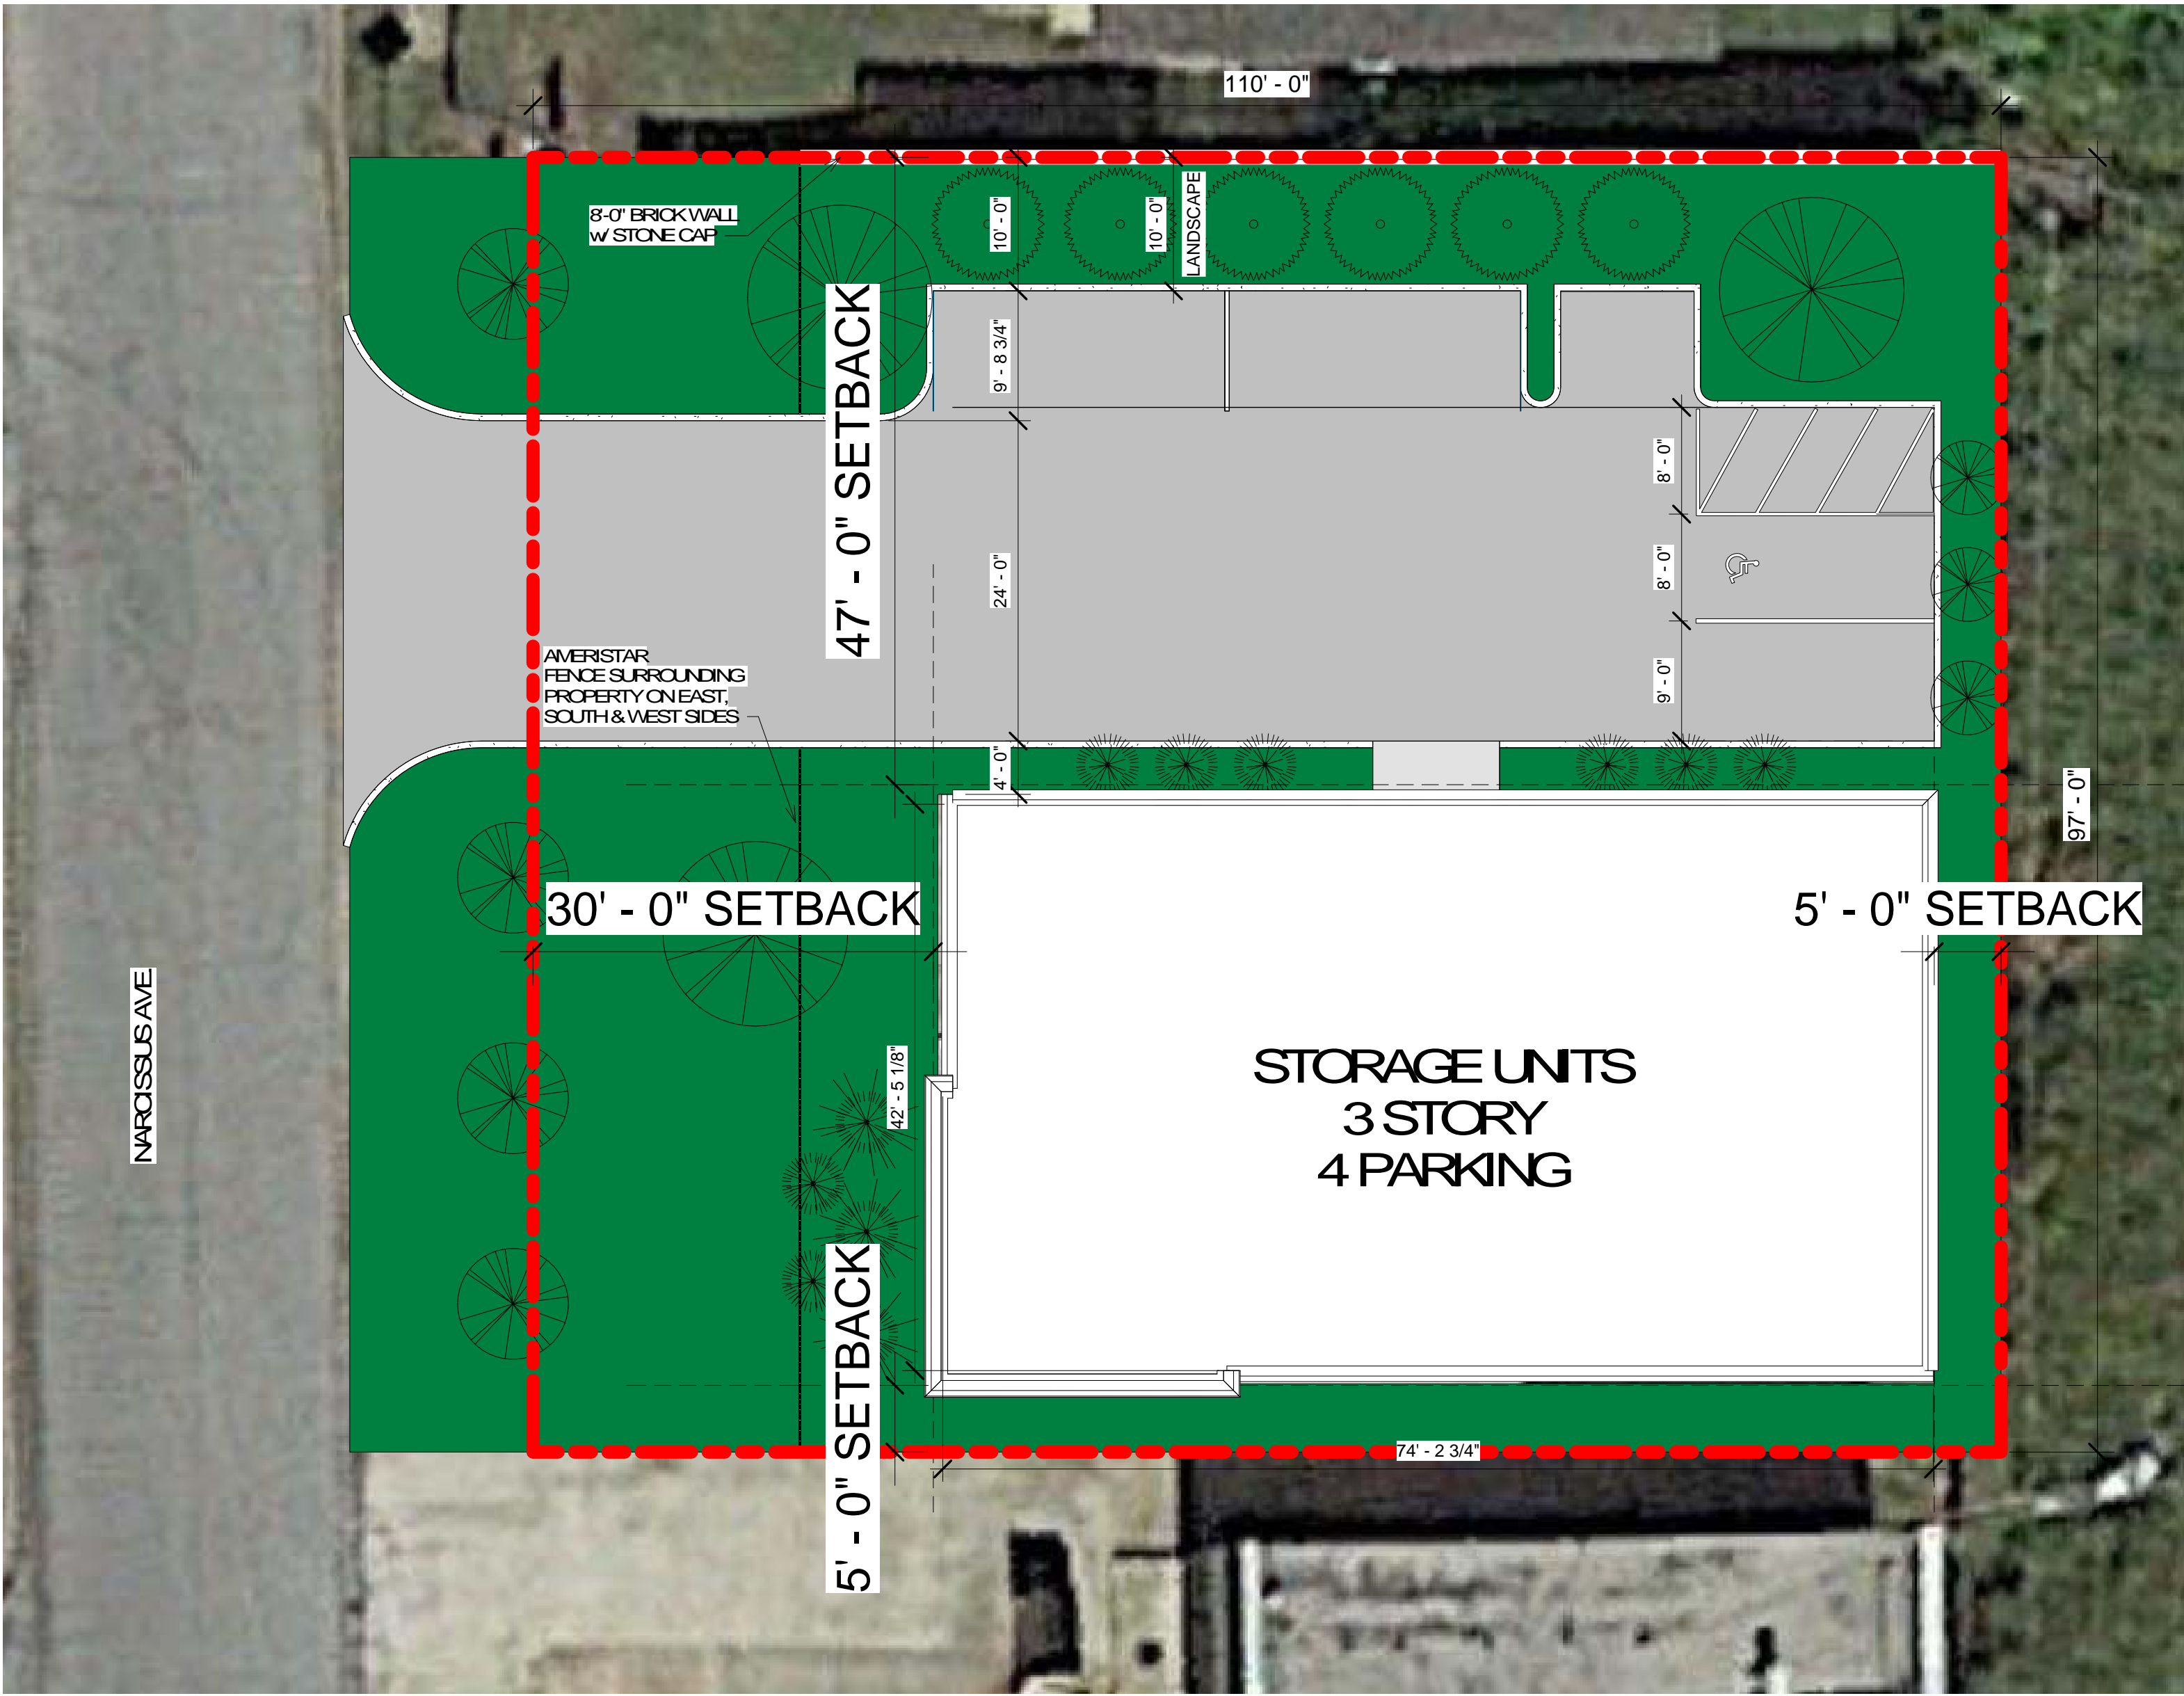 110' - 0"
8'-0" BRICK WALL
w/ STONE CAP
10' - 0"
10' - 0"
LANDSCAPE
47' - 0" SETBACK
9' - 8 3/4"
24' - 0"
8' - 0"
8' - 0"
9' - 0"
AMERISTAR
FENCE SURROUNDING
PROPERTY ON EAST,
SOUTH & WEST SIDES
4' - 0"
97' - 0"
30' - 0" SETBACK
5' - 0" SETBACK
NARCISSUS AVE.
42' - 5 1/8"
STORAGE UNITS
3 STORY
4 PARKING
5' - 0" SETBACK
74' - 2 3/4"